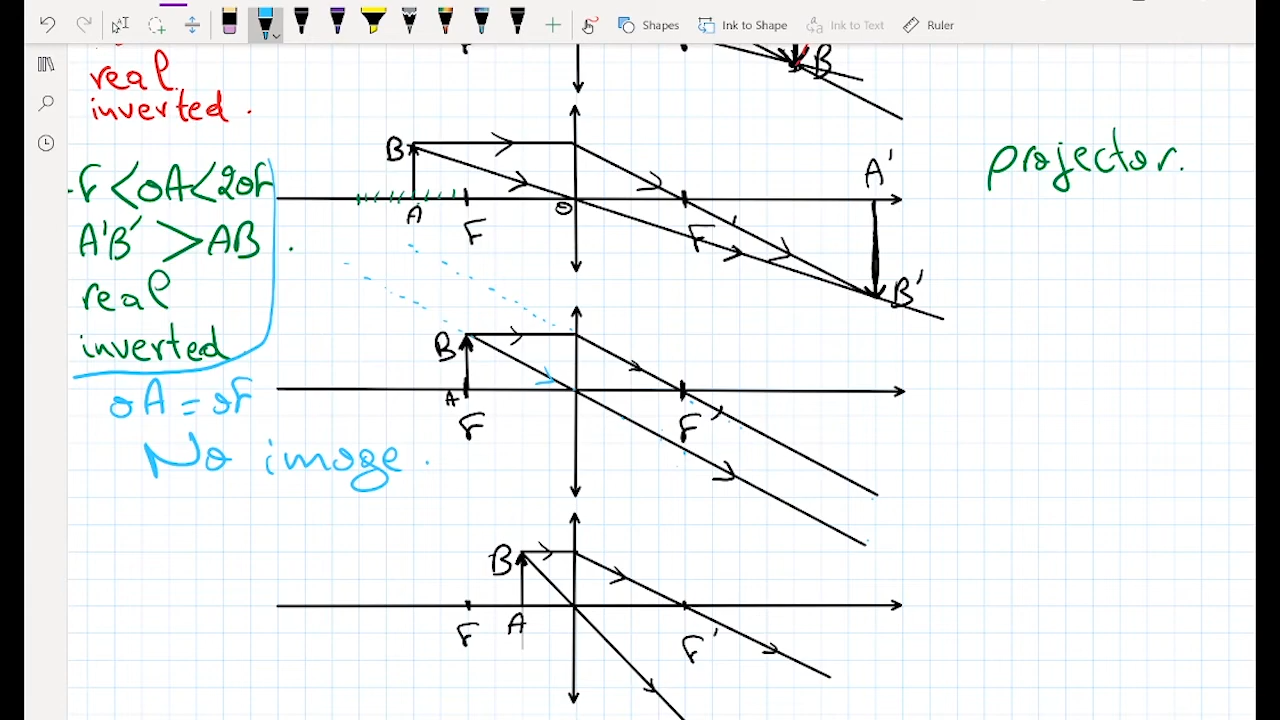 Shapes
Ink to Shape
Ink to Text
Ruler
real
inverted.
B
F<OA<2OF
A'B' > AB.
real
inverted
projector.
B
A
F
O
F'
A'
B'
OA = OF
No image.
B
A
F
F'
B
F
A
F'